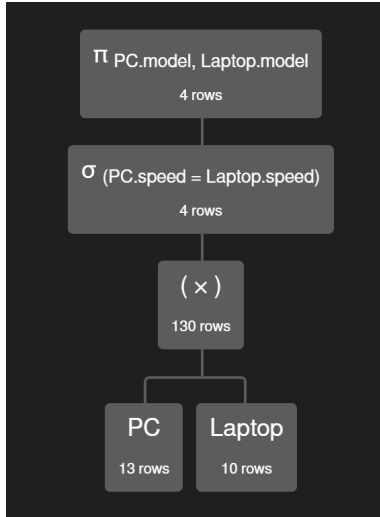 π PC.model, Laptop.model
4 rows
σ (PC.speed = Laptop.speed)
4 rows
( × )
130 rows
PC
13 rows
Laptop
10 rows